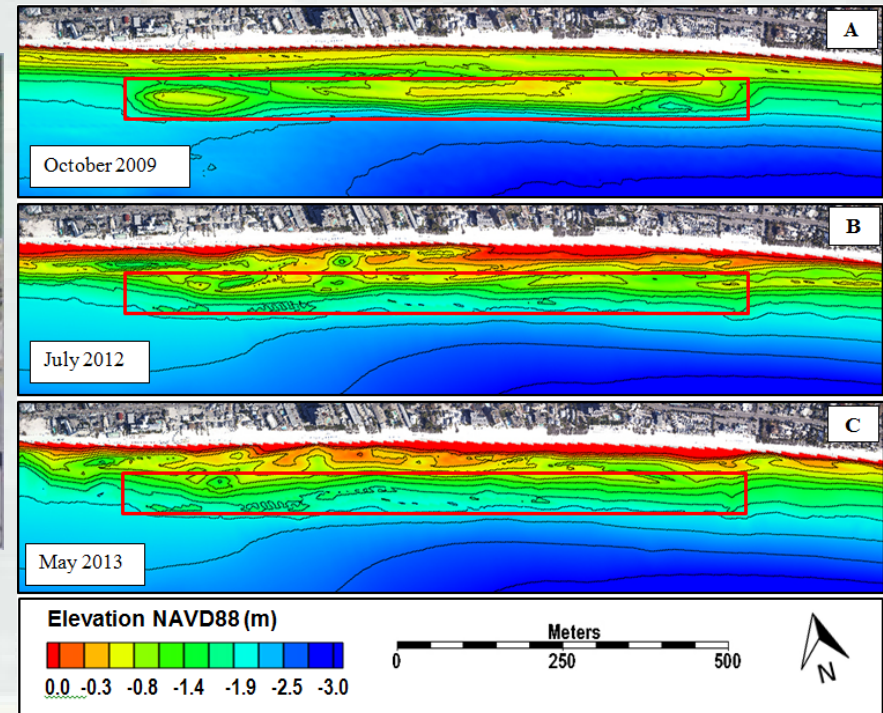 A
October 2009
B
July 2012
C
May 2013
Elevation NAVD88 (m)
0.0 -0.3 -0.8 -1.4 -1.9 -2.5 -3.0
Meters
0 250 500
N